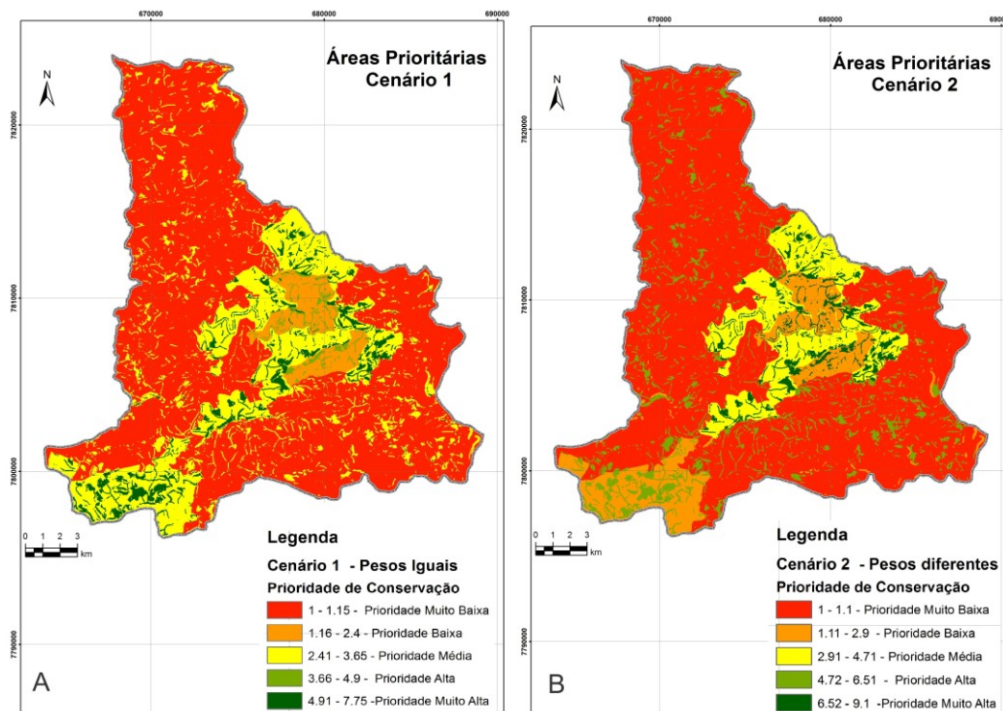 670000
680000
690000
Áreas Prioritárias
Cenário 1
N
7820000
7810000
7800000
7790000
0 1 2 3
km
Legenda
Cenário 1 - Pesos Iguais
Prioridade de Conservação
1 - 1.15 - Prioridade Muito Baixa
1.16 - 2.4 - Prioridade Baixa
2.41 - 3.65 - Prioridade Média
3.66 - 4.9 - Prioridade Alta
4.91 - 7.75 - Prioridade Muito Alta
A
670000
680000
Áreas Prioritárias
Cenário 2
N
7820000
7810000
7800000
7790000
0 1 2 3
km
Legenda
Cenário 2 - Pesos diferentes
Prioridade de Conservação
1 - 1.1 - Prioridade Muito Baixa
1.11 - 2.9 - Prioridade Baixa
2.91 - 4.71 - Prioridade Média
4.72 - 6.51 - Prioridade Alta
6.52 - 9.1 - Prioridade Muito Alta
B